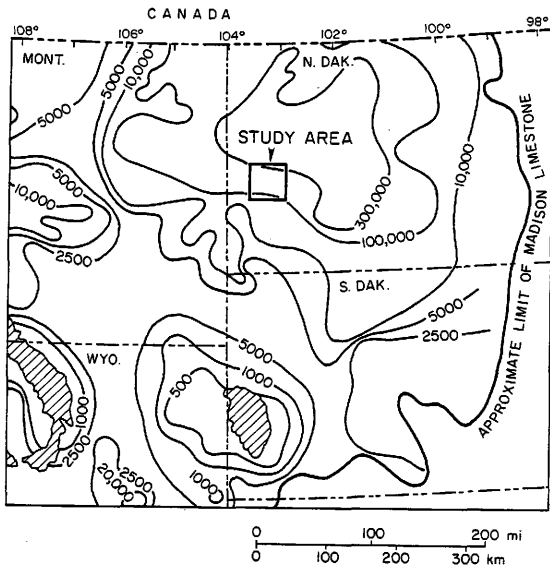 CANADA
108° 106° 104° 102° 100° 98°
MONT.
N. DAK.
5000
5000
10,000
STUDY AREA
10,000
5000
10,000
2500
300,000
100,000
S. DAK.
5000
2500
APPROXIMATE LIMIT OF MADISON LIMESTONE
WYO.
5000
1000
500
1000
2500
2500
20,000
1000
0 100 200 mi
0 100 200 300 km